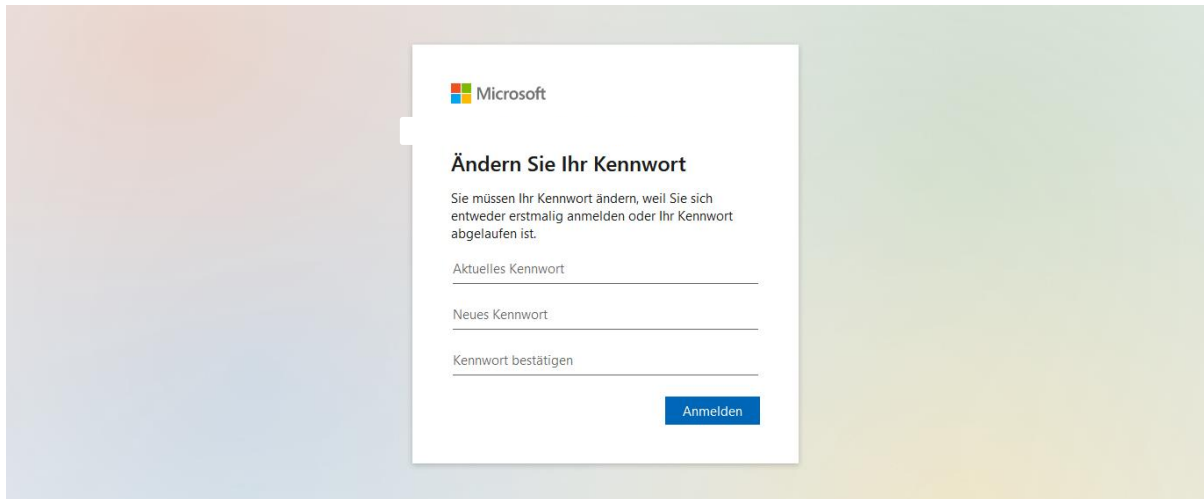 Microsoft
Ändern Sie Ihr Kennwort
Sie müssen Ihr Kennwort ändern, weil Sie sich
entweder erstmalig anmelden oder Ihr Kennwort
abgelaufen ist.
Aktuelles Kennwort
Neues Kennwort
Kennwort bestätigen
Anmelden